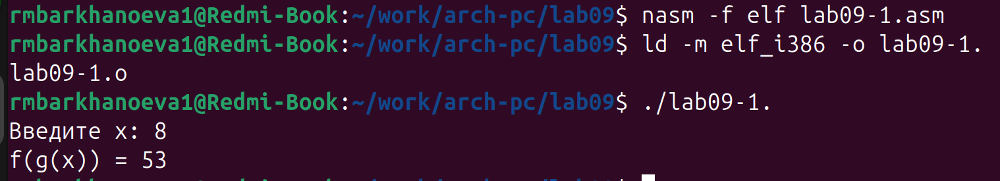 rmbarkhanoeva1@Redmi-Book:~/work/arch-pc/lab09$ nasm -f elf lab09-1.asm
rmbarkhanoeva1@Redmi-Book:~/work/arch-pc/lab09$ ld -m elf_i386 -o lab09-1.
lab09-1.o
rmbarkhanoeva1@Redmi-Book:~/work/arch-pc/lab09$ ./lab09-1.
Введите x: 8
f(g(x)) = 53